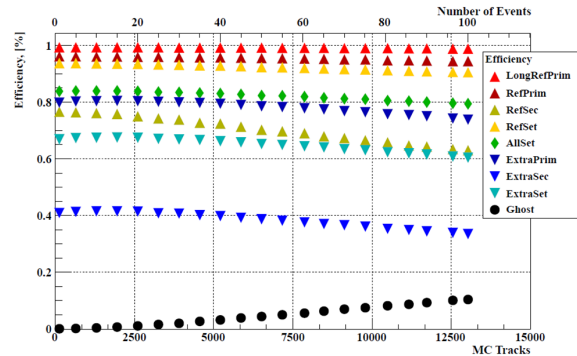 Number of Events
0 20 40 60 80 100
Efficiency, [%]
1
0.8
0.6
0.4
0.2
0
Efficiency
LongRefPrim
RefPrim
RefSec
RefSet
AllSet
ExtraPrim
ExtraSec
ExtraSet
Ghost
0 2500 5000 7500 10000 12500 15000
MC Tracks